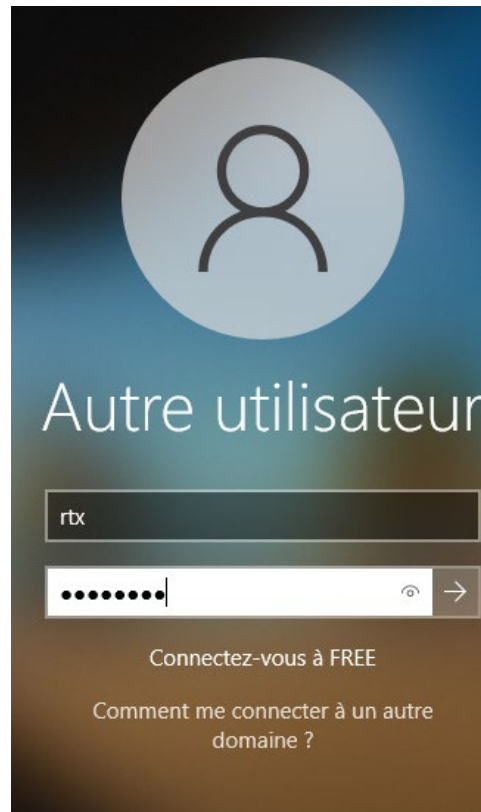 Autre utilisateur
rtx
••••••••
Connectez-vous à FREE
Comment me connecter à un autre
domaine ?